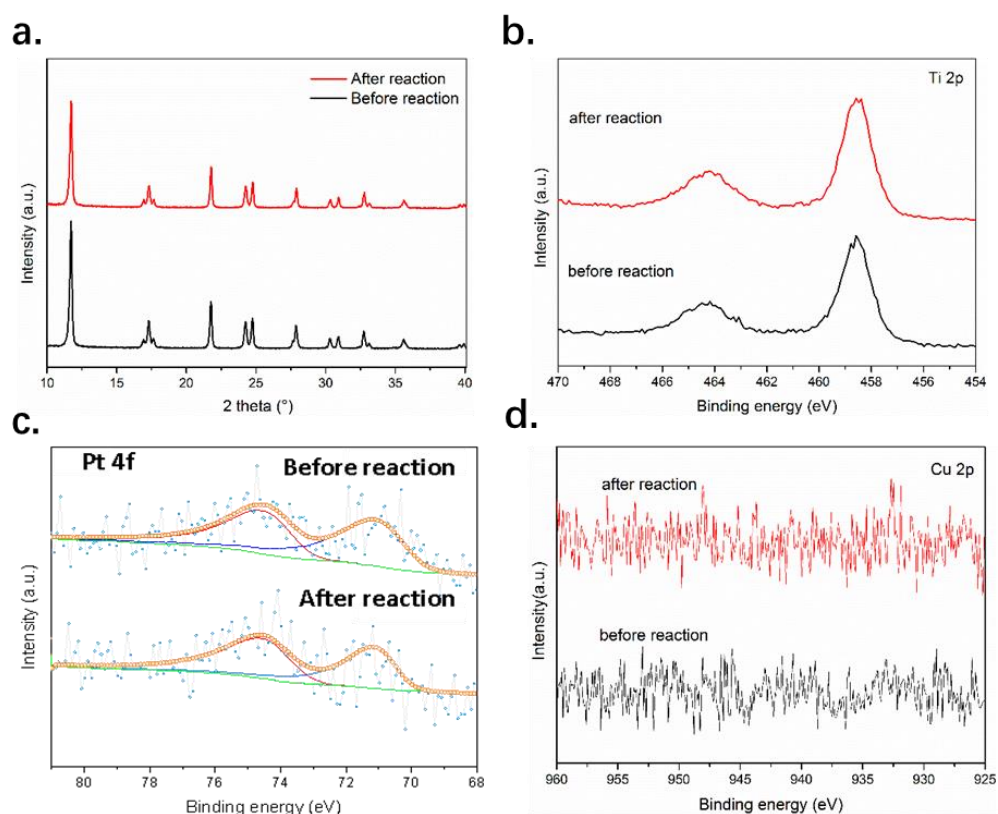 a.
After reaction
Before reaction
Intensity (a.u.)
10 15 20 25 30 35 40
2 theta (°)
b.
Ti 2p
after reaction
before reaction
Intensity (a.u.)
470 468 466 464 462 460 458 456 454
Binding energy (eV)
c.
Pt 4f
Before reaction
After reaction
Intensity (a.u.)
80 78 76 74 72 70 68
Binding energy (eV)
d.
Cu 2p
after reaction
before reaction
Intensity(a.u.)
960 955 950 945 940 935 930 925
Binding energy (eV)